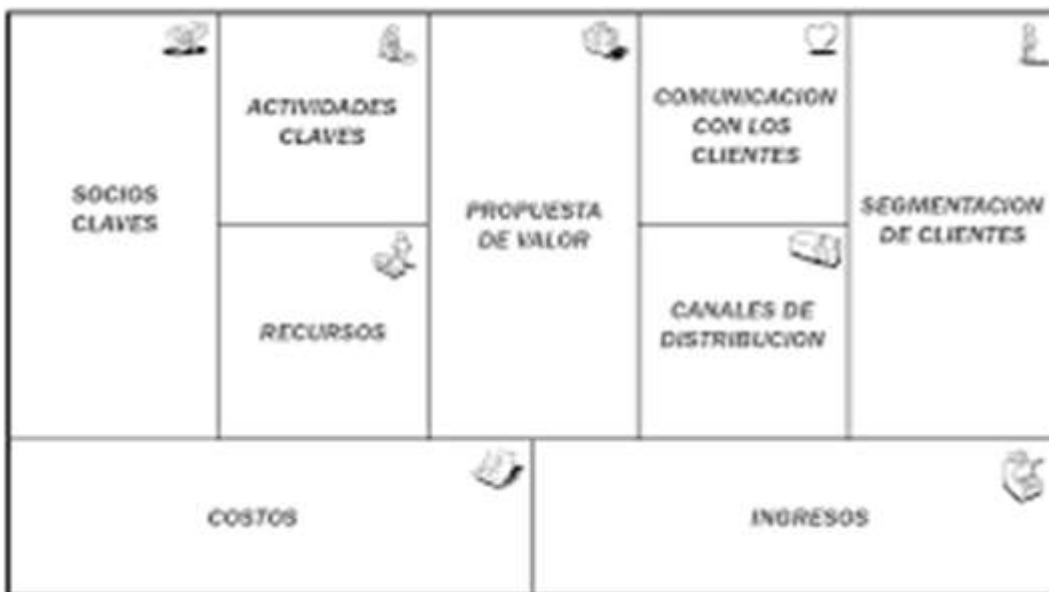 SOCIOS
CLAVES
ACTIVIDADES
CLAVES
RECURSOS
PROPUESTA
DE VALOR
COMUNICACION
CON LOS
CLIENTES
CANALES DE
DISTRIBUCION
SEGMENTACION
DE CLIENTES
COSTOS
INGRESOS